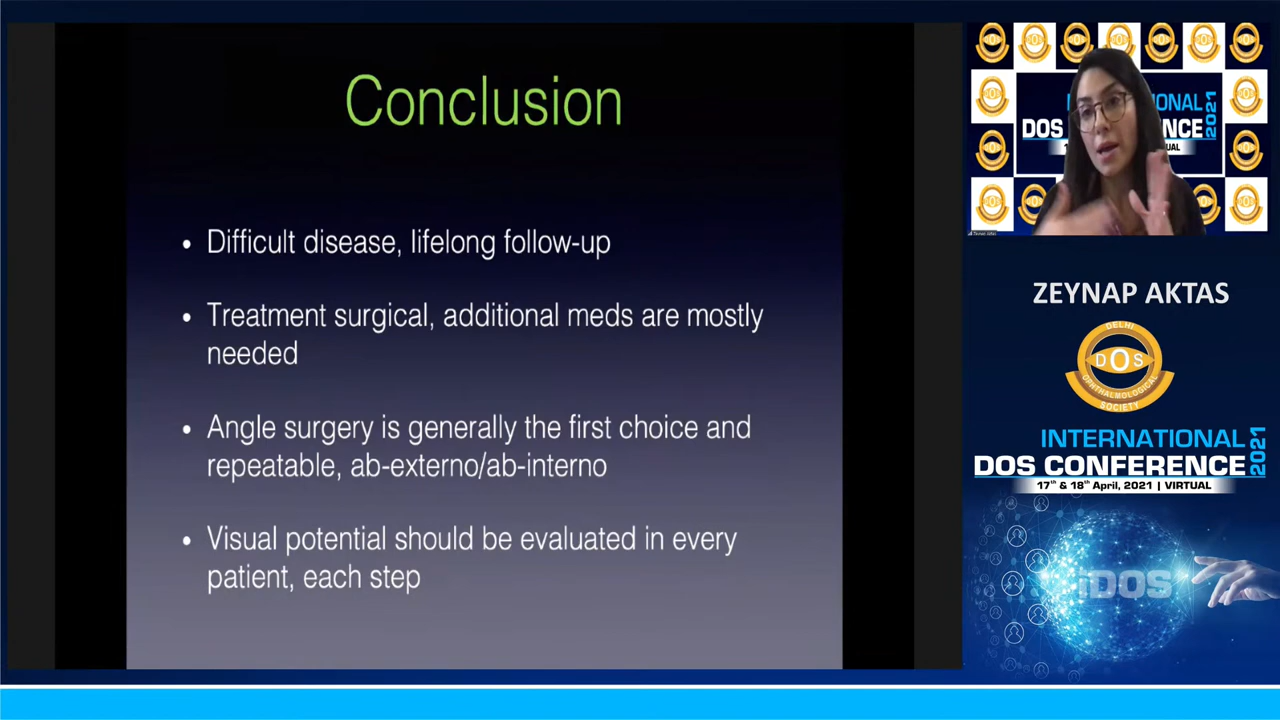 Conclusion
• Difficult disease, lifelong follow-up
• Treatment surgical, additional meds are mostly
needed
• Angle surgery is generally the first choice and
repeatable, ab-externo/ab-interno
• Visual potential should be evaluated in every
patient, each step
NATIONAL
DOS
NCE
2021
ZEYNAP AKTAS
DELHI
DOS
OPHTHALMOLOGICAL
SOCIETY
INTERNATIONAL
DOS CONFERENCE
2021
17th & 18th April, 2021 | VIRTUAL
iDOS